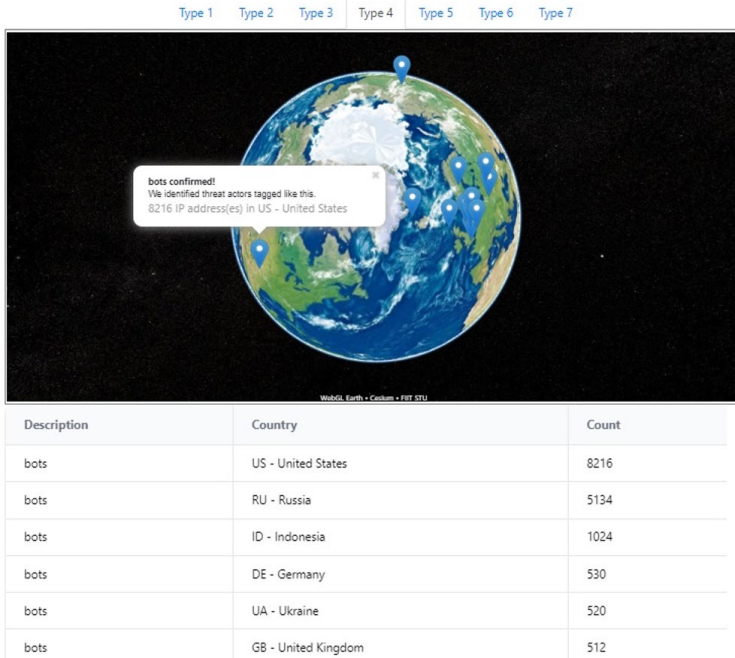 Type 1 Type 2 Type 3 Type 4 Type 5 Type 6 Type 7
bots confirmed!
We identified threat actors tagged like this.
8216 IP address(es) in US - United States
WebGL Earth • Cesium • FIIT STU
Description Country Count
bots US - United States 8216
bots RU - Russia 5134
bots ID - Indonesia 1024
bots DE - Germany 530
bots UA - Ukraine 520
bots GB - United Kingdom 512